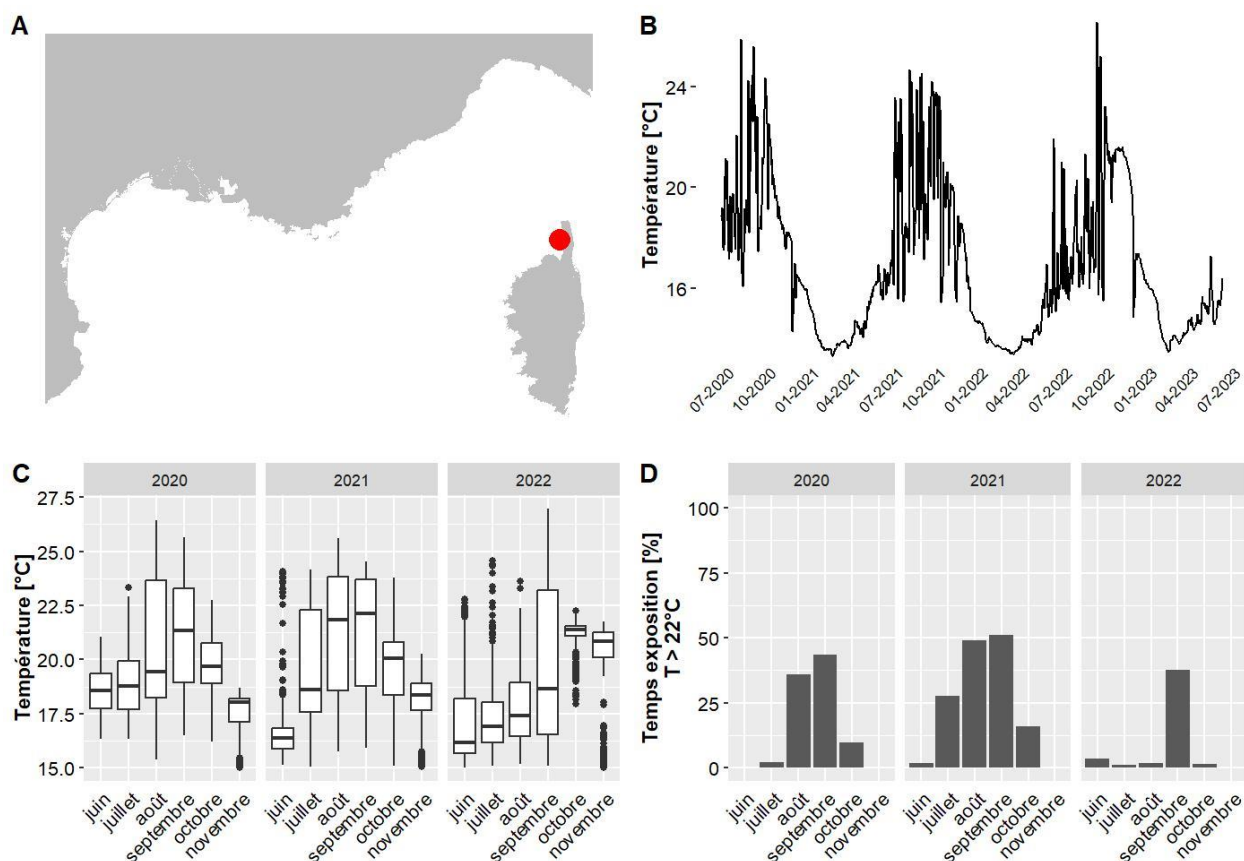 A
B
Température [°C]
24
20
16
07-2020
10-2020
01-2021
04-2021
07-2021
10-2021
01-2022
04-2022
07-2022
10-2022
01-2023
04-2023
07-2023
C
2020
2021
2022
Température [°C]
27.5
25.0
22.5
20.0
17.5
15.0
juin
juillet
août
septembre
octobre
novembre
juin
juillet
août
septembre
octobre
novembre
juin
juillet
août
septembre
octobre
novembre
D
2020
2021
2022
Temps exposition [%]
T > 22°C
100
75
50
25
0
juin
juillet
août
septembre
octobre
novembre
juin
juillet
août
septembre
octobre
novembre
juin
juillet
août
septembre
octobre
novembre